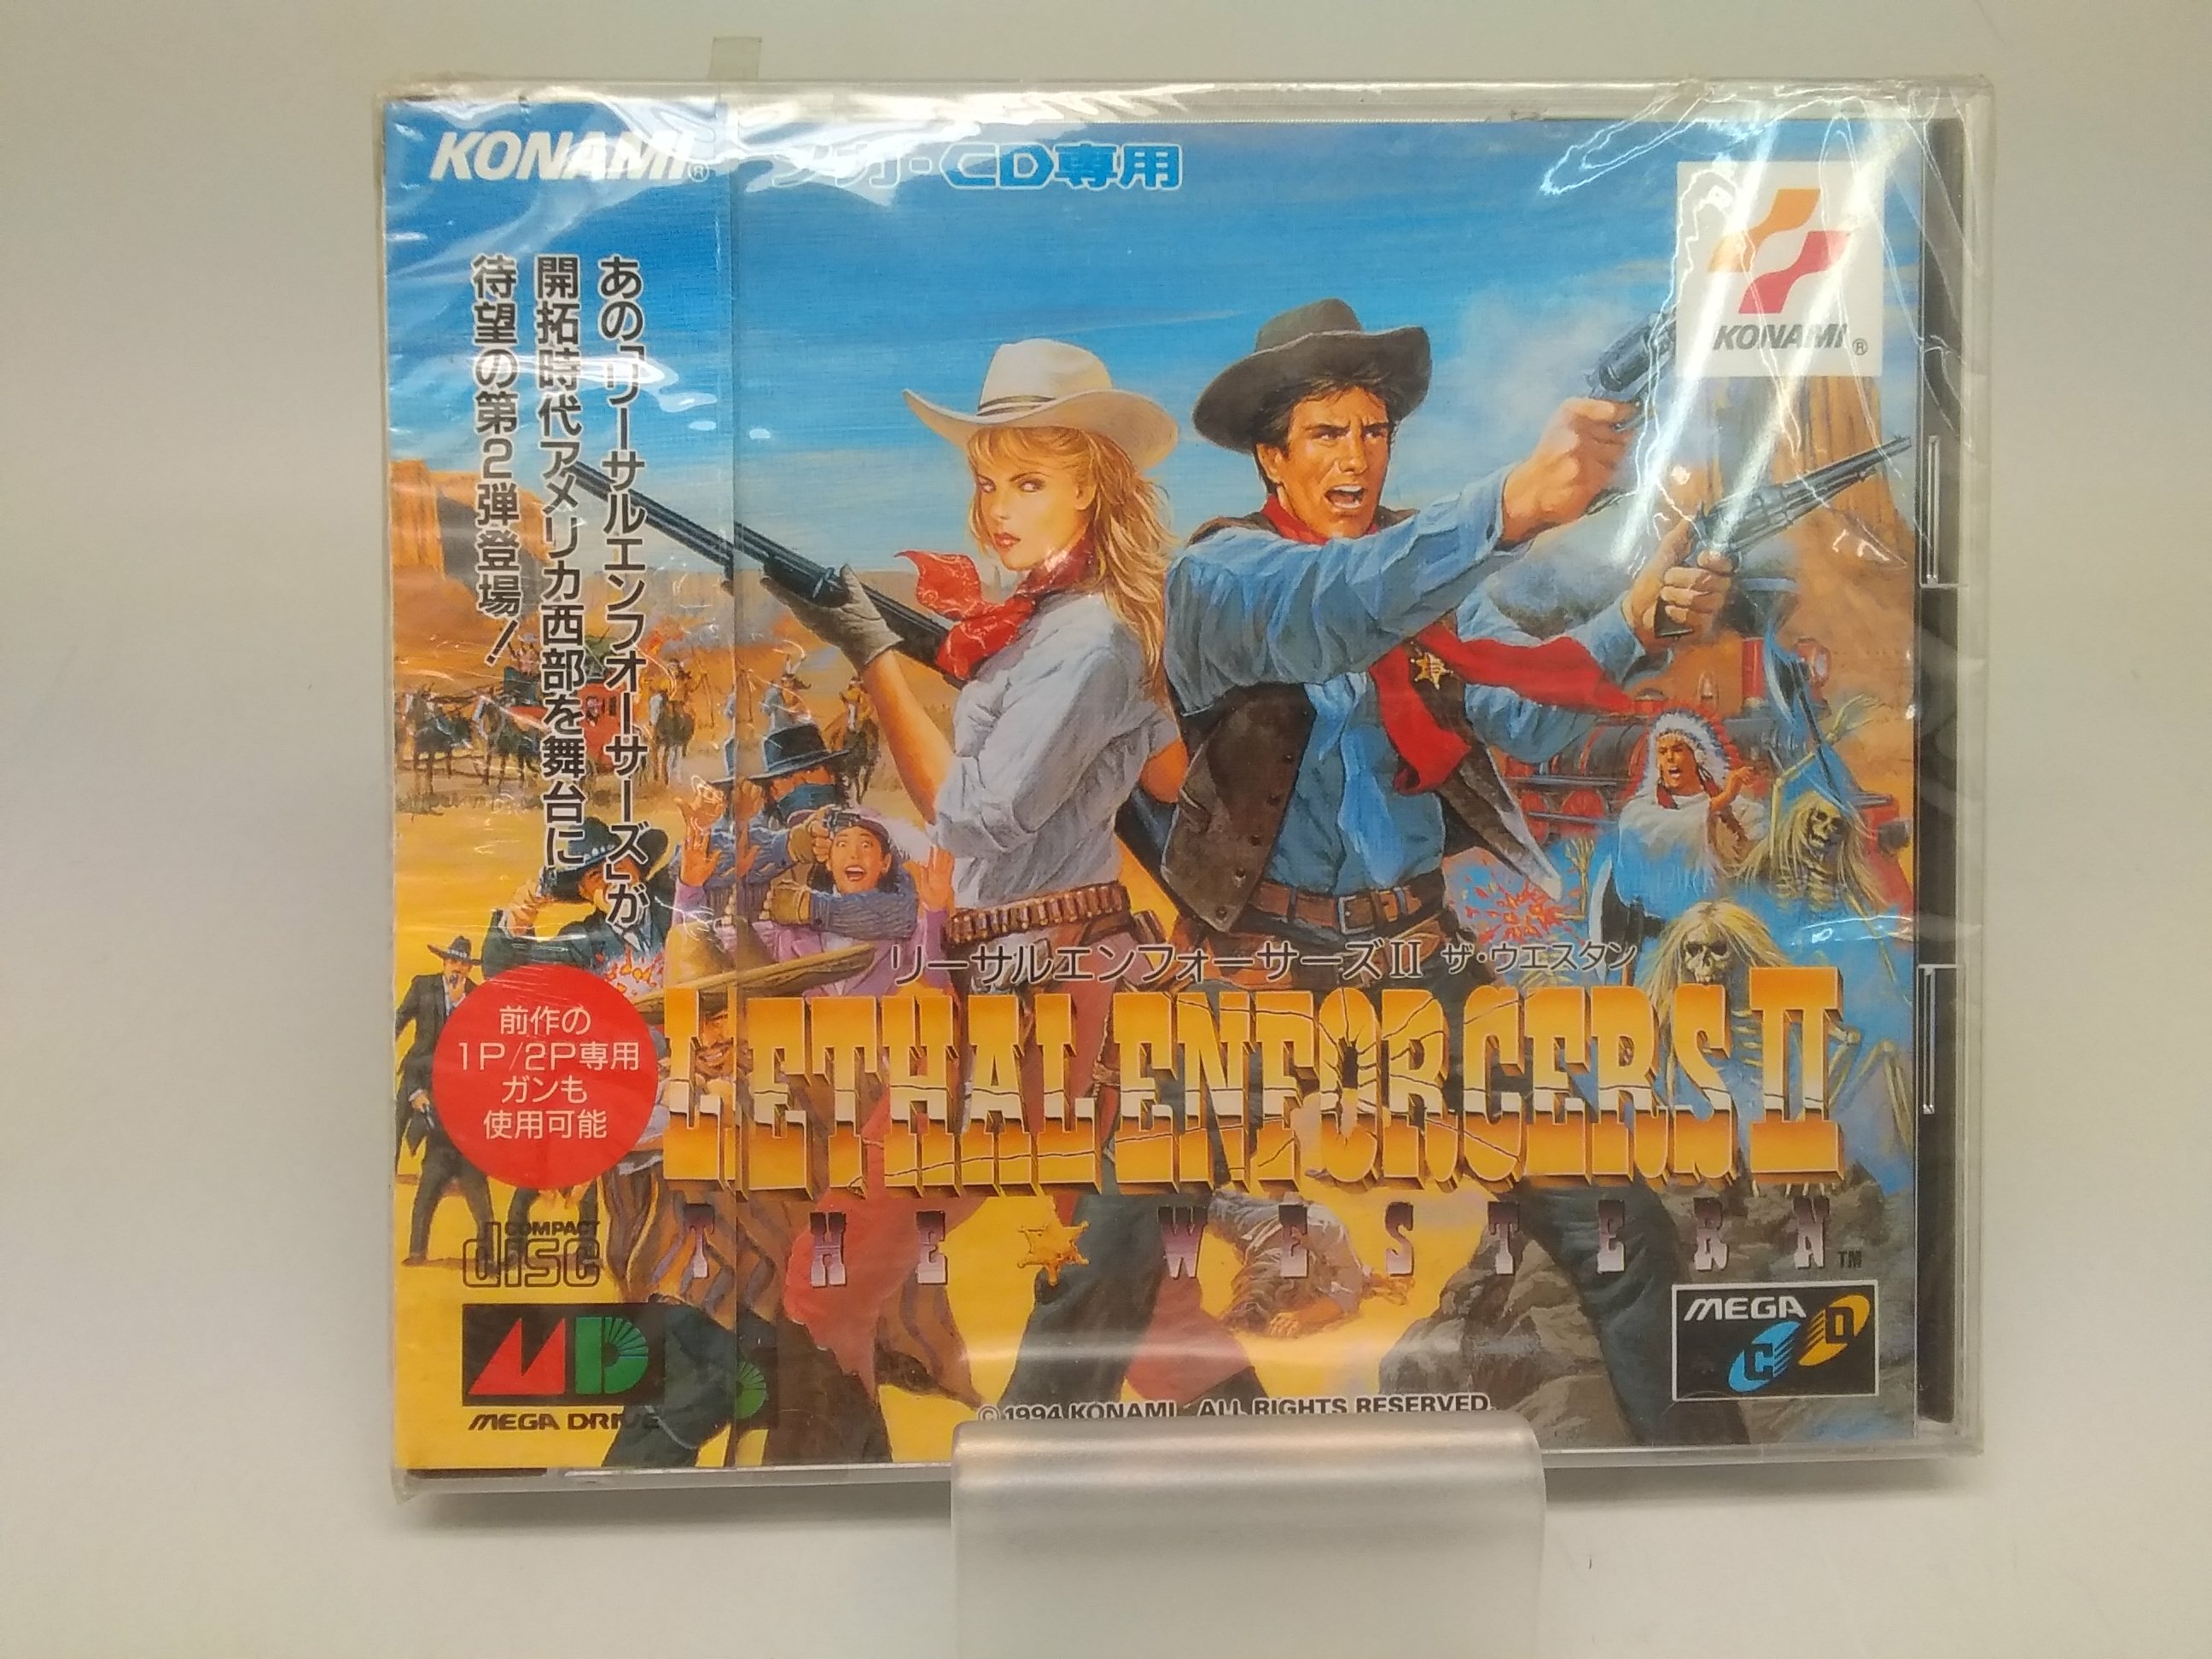 KONAMI®
メガ・CD専用
KONAMI®
あの「リーサルエンフォーサーズ」が
開拓時代アメリカ西部を舞台に
待望の第2弾登場!
リーサルエンフォーサーズII ザ・ウエスタン
LETHAL ENFORCERS II
THE WESTERN TM
前作の
1P/2P専用
ガンも
使用可能
COMPACT
disc
MD
MEGA DRIVE
MEGA
CD
© 1994 KONAMI ALL RIGHTS RESERVED.